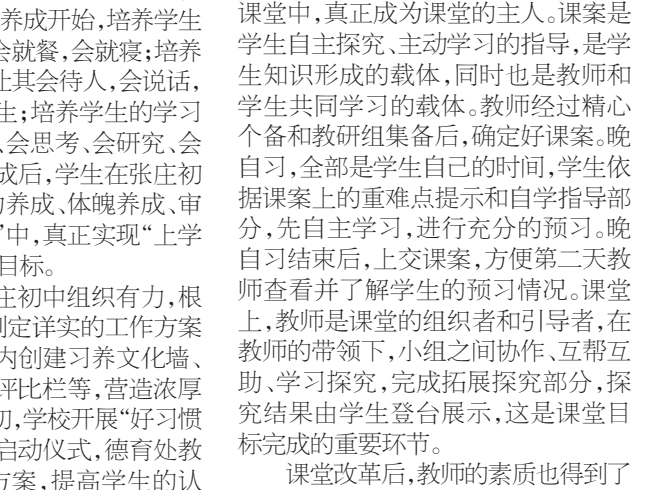 养成开始,培养学生
会就餐,会就寝;培养
让其会待人,会说话,
生;培养学生的学习
会思考、会研究、会
成后,学生在张庄初
养成、体魄养成、审
”中,真正实现“上学
目标。
庄初中组织有力,根
制定详实的工作方案
内创建习养文化墙、
评比栏等,营造浓厚
初,学校开展“好习惯
启动仪式,德育处教
方案,提高学生的认
课堂中,真正成为课堂的主人。课案是
学生自主探究、主动学习的指导,是学
生知识形成的载体,同时也是教师和
学生共同学习的载体。教师经过精心
个备和教研组集备后,确定好课案。晚
自习,全部是学生自己的时间,学生依
据课案上的重难点提示和自学指导部
分,先自主学习,进行充分的预习。晚
自习结束后,上交课案,方便第二天教
师查看并了解学生的预习情况。课堂
上,教师是课堂的组织者和引导者,在
教师的带领下,小组之间协作、互帮互
助、学习探究,完成拓展探究部分,探
究结果由学生登台展示,这是课堂目
标完成的重要环节。
课堂改革后,教师的素质也得到了